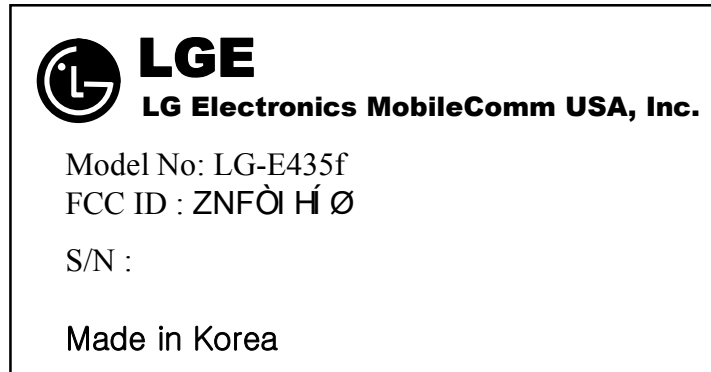 LGE
LG Electronics MobileComm USA, Inc.
Model No: LG-E435f
FCC ID : ZNFÒI HÍ Ø
S/N :
Made in Korea